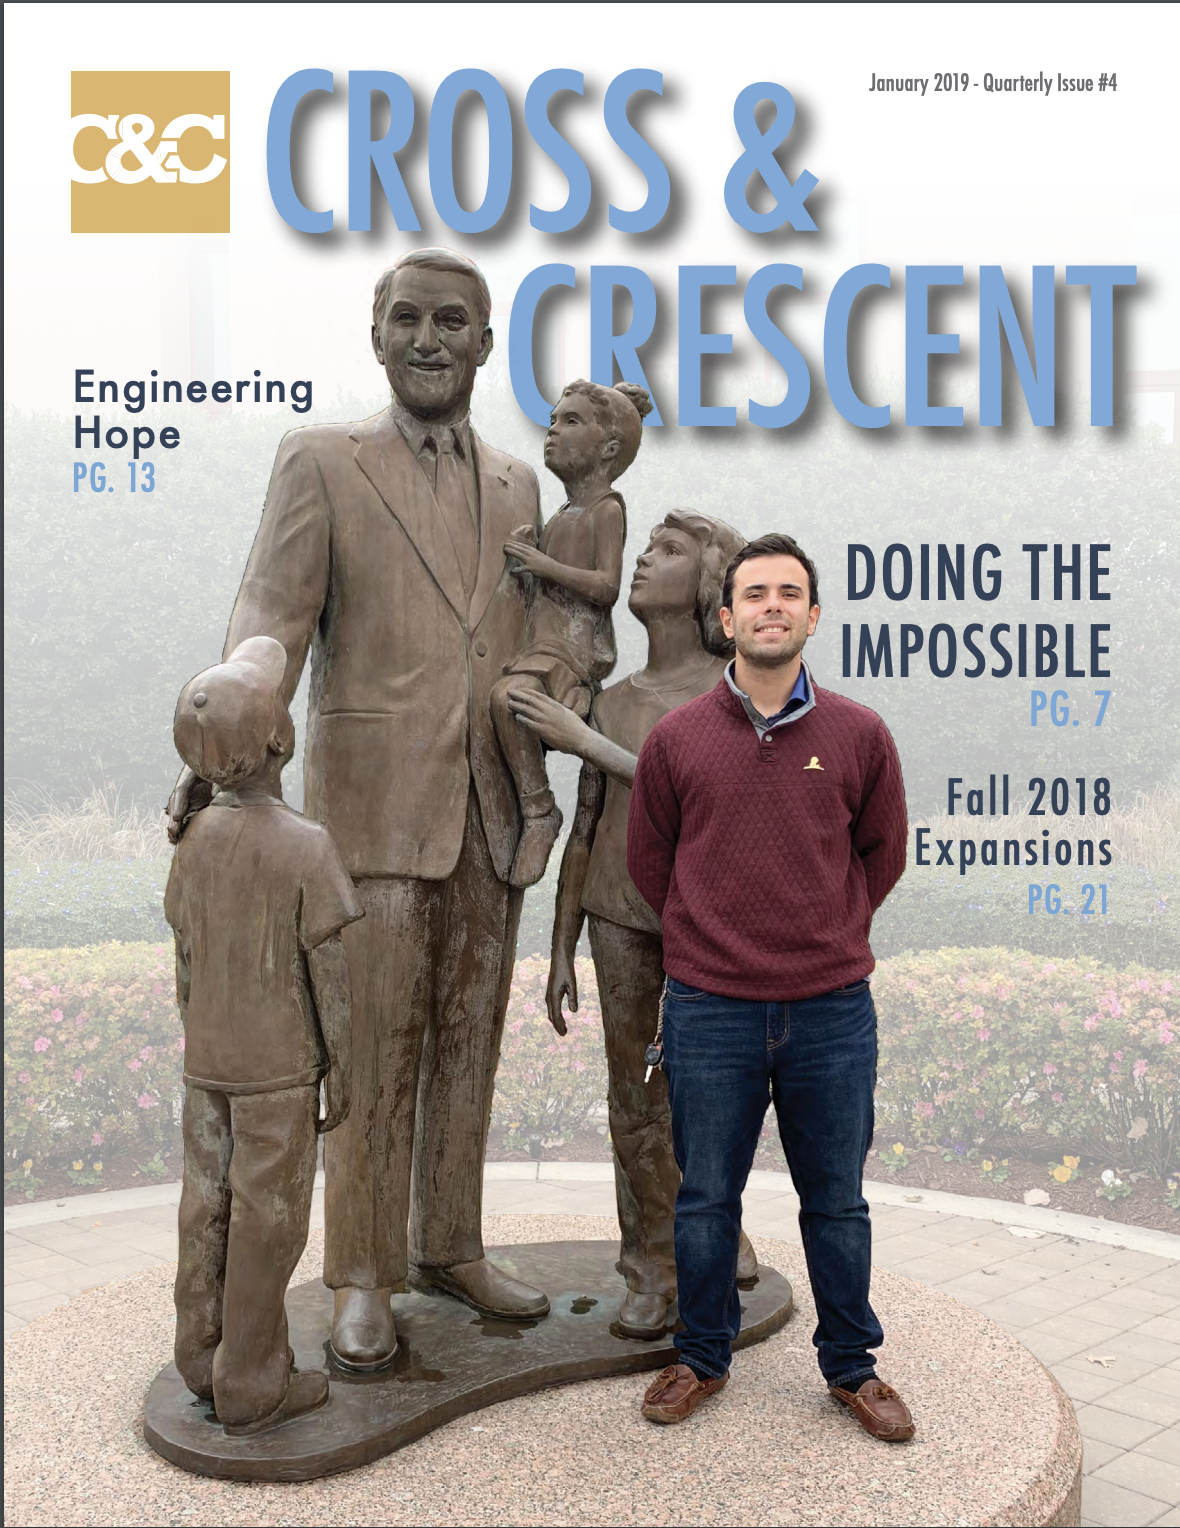 C&C
CROSS &
CRESCENT
January 2019 - Quarterly Issue #4
Engineering
Hope
PG. 13
DOING THE
IMPOSSIBLE
PG. 7
Fall 2018
Expansions
PG. 21